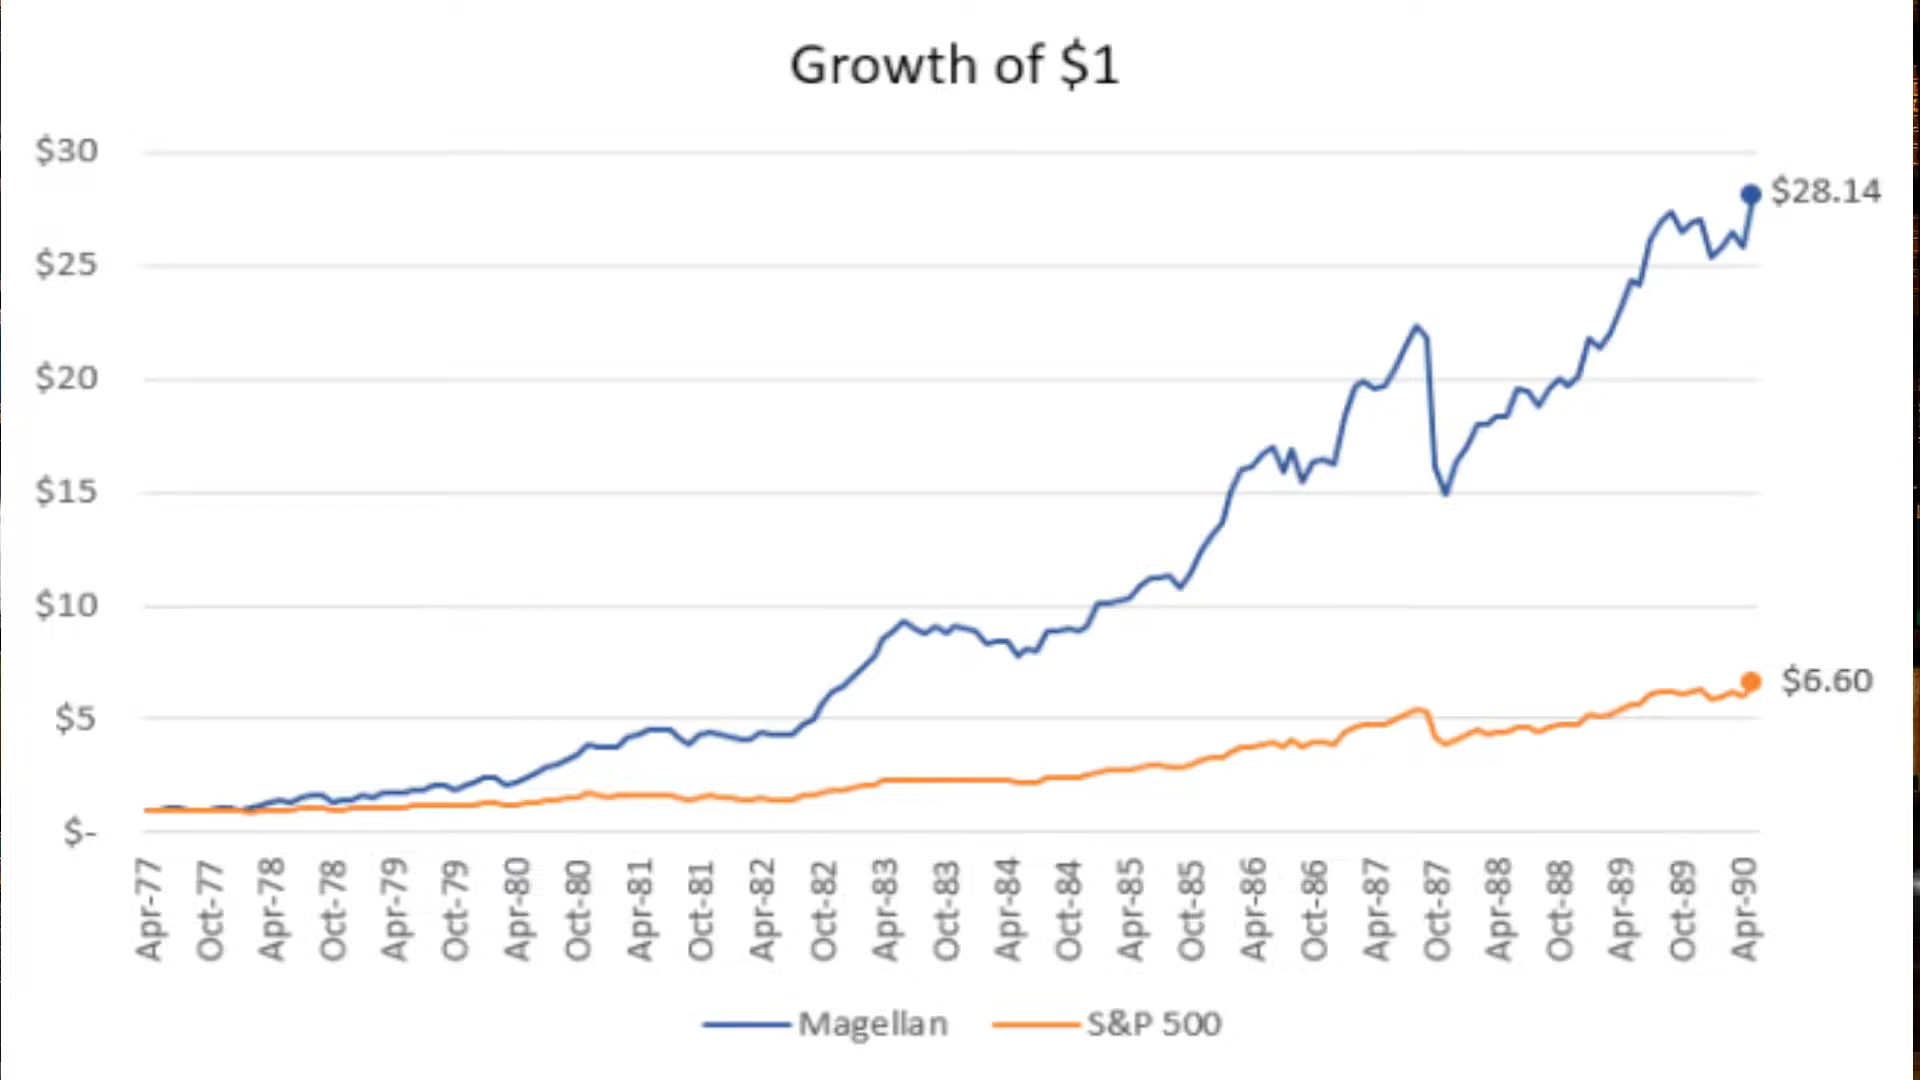 Growth of $1
$30
$25
$20
$15
$10
$5
$-
$28.14
$6.60
Apr-77
Oct-77
Apr-78
Oct-78
Apr-79
Oct-79
Apr-80
Oct-80
Apr-81
Oct-81
Apr-82
Oct-82
Apr-83
Oct-83
Apr-84
Oct-84
Apr-85
Oct-85
Apr-86
Oct-86
Apr-87
Oct-87
Apr-88
Oct-88
Apr-89
Oct-89
Apr-90
Magellan
S&P 500